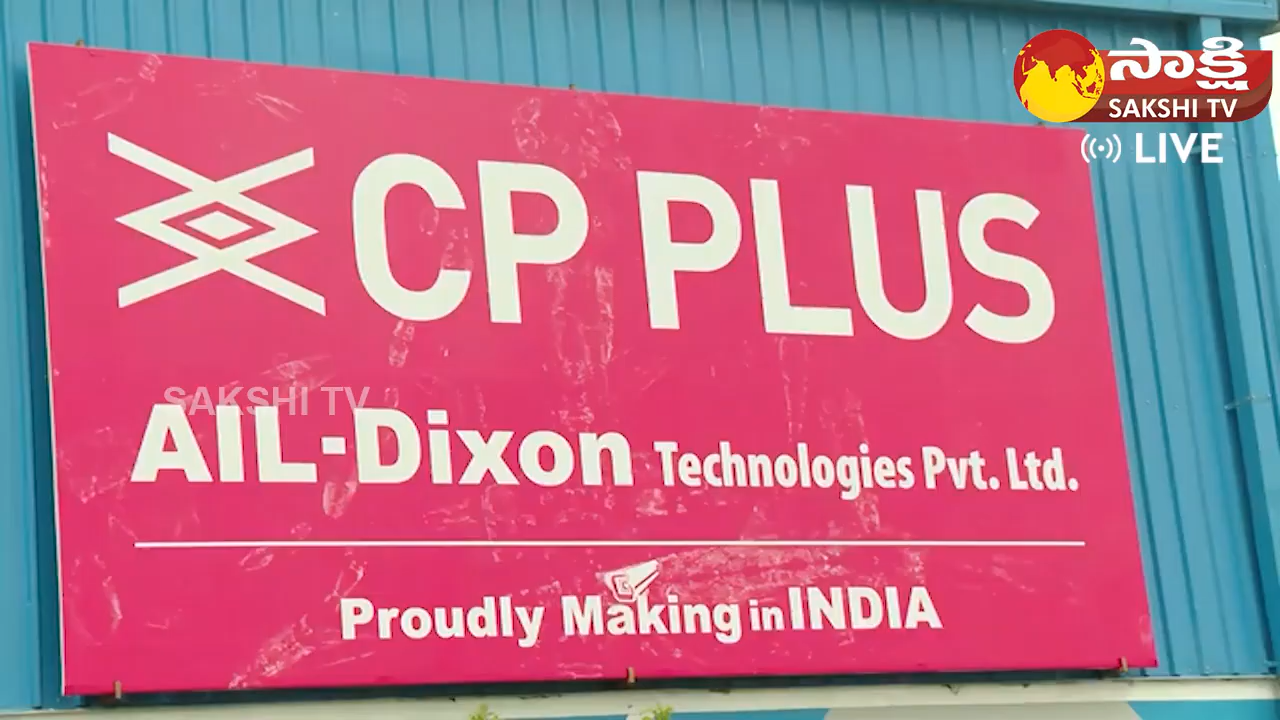 సాక్షి
SAKSHI TV
LIVE
CP PLUS
SAKSHI TV
AIL-Dixon Technologies Pvt. Ltd.
Proudly Making in INDIA